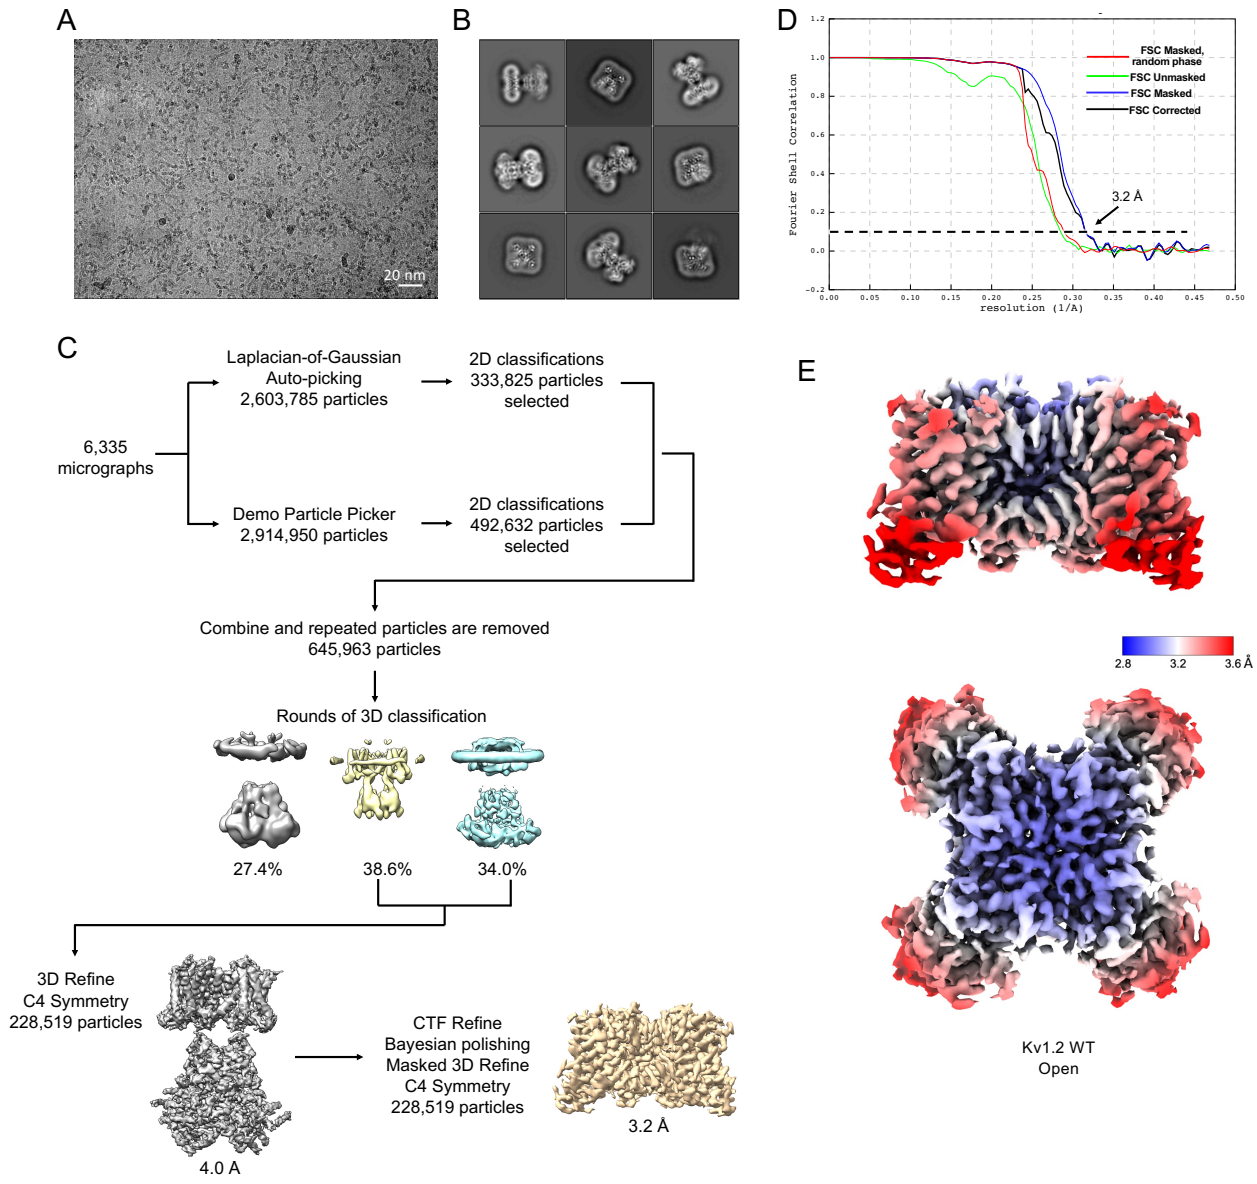 A
20 nm
B
D
1.2
1.0
0.8
0.6
0.4
0.2
0.0
−0.2
Fourier Shell Correlation
0.00
0.05
0.10
0.15
0.20
0.25
0.30
0.35
0.40
0.45
0.50
resolution (1/A)
FSC Masked,
random phase
FSC Unmasked
FSC Masked
FSC Corrected
3.2 Å
C
6,335
micrographs
Laplacian-of-Gaussian
Auto-picking
2,603,785 particles
2D classifications
333,825 particles
selected
Demo Particle Picker
2,914,950 particles
2D classifications
492,632 particles
selected
Combine and repeated particles are removed
645,963 particles
Rounds of 3D classification
27.4%
38.6%
34.0%
3D Refine
C4 Symmetry
228,519 particles
4.0 A
CTF Refine
Bayesian polishing
Masked 3D Refine
C4 Symmetry
228,519 particles
3.2 Å
E
2.8
3.2
3.6 Å
Kv1.2 WT
Open